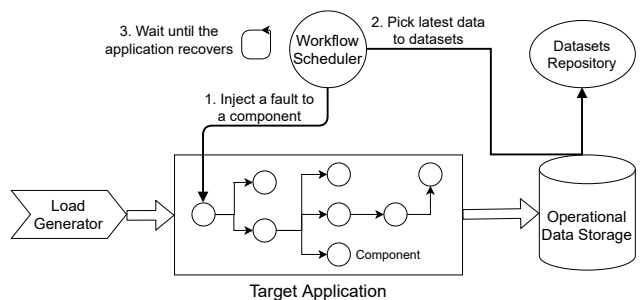 3. Wait until the
application recovers
Workflow
Scheduler
2. Pick latest data
to datasets
Datasets
Repository
1. Inject a fault to
a component
Load
Generator
Component
Operational
Data Storage
Target Application